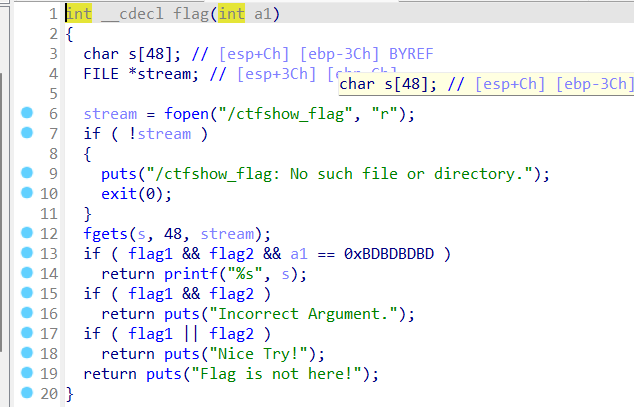 1 int __cdecl flag(int a1)
2 {
3 char s[48]; // [esp+Ch] [ebp-3Ch] BYREF
4 FILE *stream; // [esp+3Ch]
char s[48]; // [esp+Ch] [ebp-3Ch]
5
6 stream = fopen("/ctfshow_flag", "r");
7 if ( !stream )
8 {
9 puts("/ctfshow_flag: No such file or directory.");
10 exit(0);
11 }
12 fgets(s, 48, stream);
13 if ( flag1 && flag2 && a1 == 0xBDBDBDBD )
14 return printf("%s", s);
15 if ( flag1 && flag2 )
16 return puts("Incorrect Argument.");
17 if ( flag1 || flag2 )
18 return puts("Nice Try!");
19 return puts("Flag is not here!");
20 }